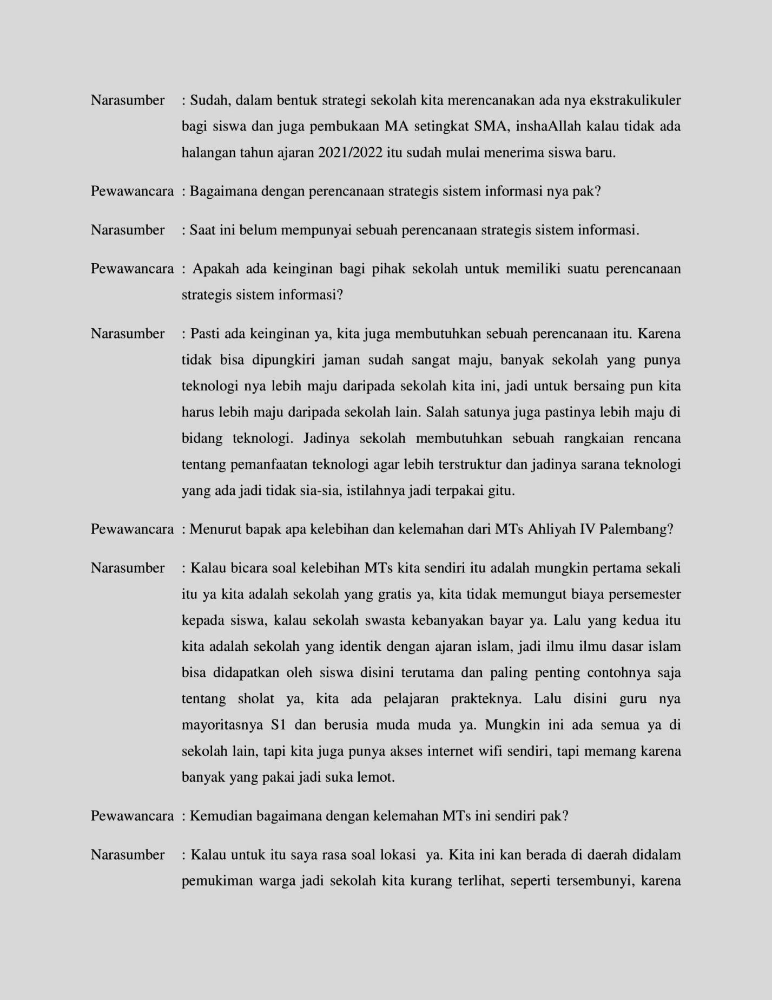 Narasumber : Sudah, dalam bentuk strategi sekolah kita merencanakan ada nya ekstrakulikuler
bagi siswa dan juga pembukaan MA setingkat SMA, inshaAllah kalau tidak ada
halangan tahun ajaran 2021/2022 itu sudah mulai menerima siswa baru.
Pewawancara : Bagaimana dengan perencanaan strategis sistem informasi nya pak?
Narasumber : Saat ini belum mempunyai sebuah perencanaan strategis sistem informasi.
Pewawancara : Apakah ada keinginan bagi pihak sekolah untuk memiliki suatu perencanaan
strategis sistem informasi?
Narasumber : Pasti ada keinginan ya, kita juga membutuhkan sebuah perencanaan itu. Karena
tidak bisa dipungkiri jaman sudah sangat maju, banyak sekolah yang punya
teknologi nya lebih maju daripada sekolah kita ini, jadi untuk bersaing pun kita
harus lebih maju daripada sekolah lain. Salah satunya juga pastinya lebih maju di
bidang teknologi. Jadinya sekolah membutuhkan sebuah rangkaian rencana
tentang pemanfaatan teknologi agar lebih terstruktur dan jadinya sarana teknologi
yang ada jadi tidak sia-sia, istilahnya jadi terpakai gitu.
Pewawancara : Menurut bapak apa kelebihan dan kelemahan dari MTs Ahliyah IV Palembang?
Narasumber : Kalau bicara soal kelebihan MTs kita sendiri itu adalah mungkin pertama sekali
itu ya kita adalah sekolah yang gratis ya, kita tidak memungut biaya persemester
kepada siswa, kalau sekolah swasta kebanyakan bayar ya. Lalu yang kedua itu
kita adalah sekolah yang identik dengan ajaran islam, jadi ilmu ilmu dasar islam
bisa didapatkan oleh siswa disini terutama dan paling penting contohnya saja
tentang sholat ya, kita ada pelajaran prakteknya. Lalu disini guru nya
mayoritasnya S1 dan berusia muda muda ya. Mungkin ini ada semua ya di
sekolah lain, tapi kita juga punya akses internet wifi sendiri, tapi memang karena
banyak yang pakai jadi suka lemot.
Pewawancara : Kemudian bagaimana dengan kelemahan MTs ini sendiri pak?
Narasumber : Kalau untuk itu saya rasa soal lokasi ya. Kita ini kan berada di daerah didalam
pemukiman warga jadi sekolah kita kurang terlihat, seperti tersembunyi, karena